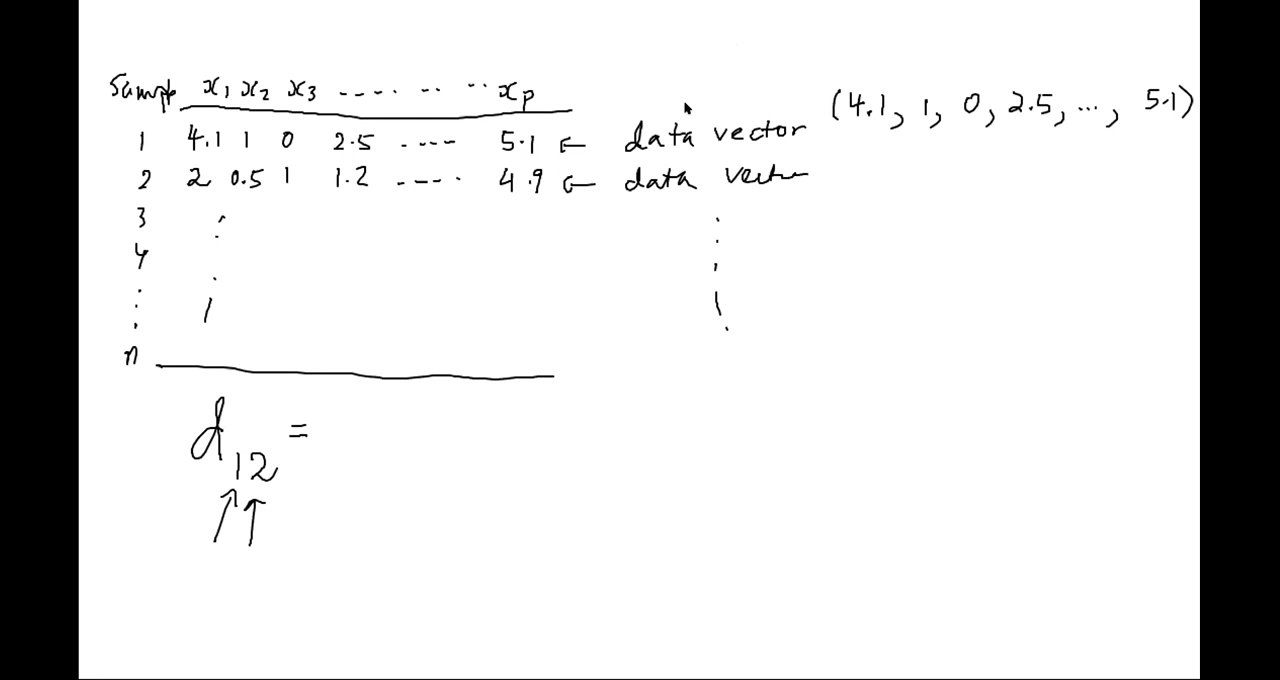 Sample x₁ x₂ x₃ ---. -. .. xₚ
1 4.1 1 0 2.5 ---- 5.1 ← data vector (4.1, 1, 0, 2.5, ..., 5.1)
2 2 0.5 1 1.2 ---. 4.9 ← data vector
3
4
⋮
n
d₁₂ =
↑↑